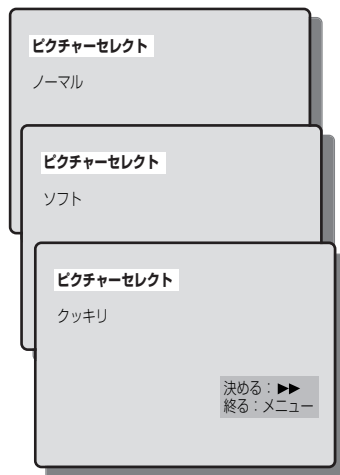 ピクチャーセレクト
ノーマル
ピクチャーセレクト
ソフト
ピクチャーセレクト
クッキリ
決める：▶▶
終る：メニュー